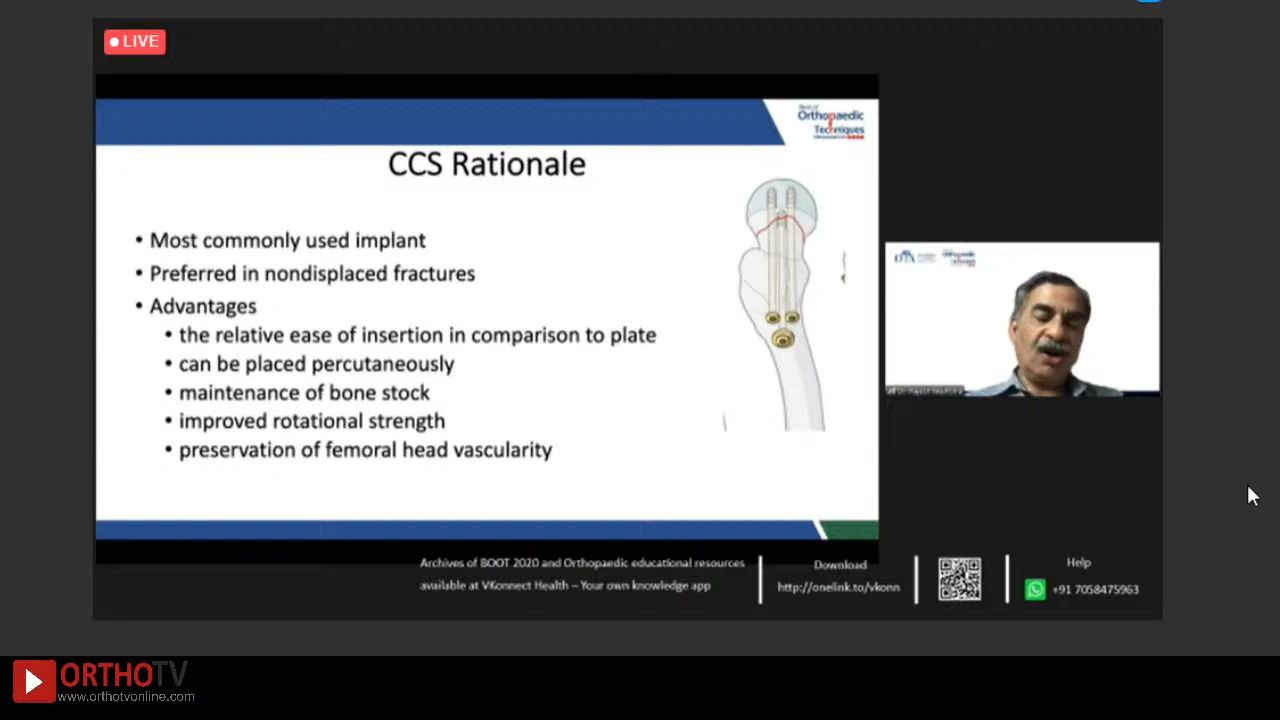 LIVE
Orthopaedic
Techniques
CCS Rationale
• Most commonly used implant
• Preferred in nondisplaced fractures
• Advantages
• the relative ease of insertion in comparison to plate
• can be placed percutaneously
• maintenance of bone stock
• improved rotational strength
• preservation of femoral head vascularity
OTA
Archives of BOOT 2020 and Orthopaedic educational resources
available at VKonnect Health – Your own knowledge app
Download
http://onelink.to/vkonn
Help
+91 7058475963
ORTHOTV
www.orthotvonline.com